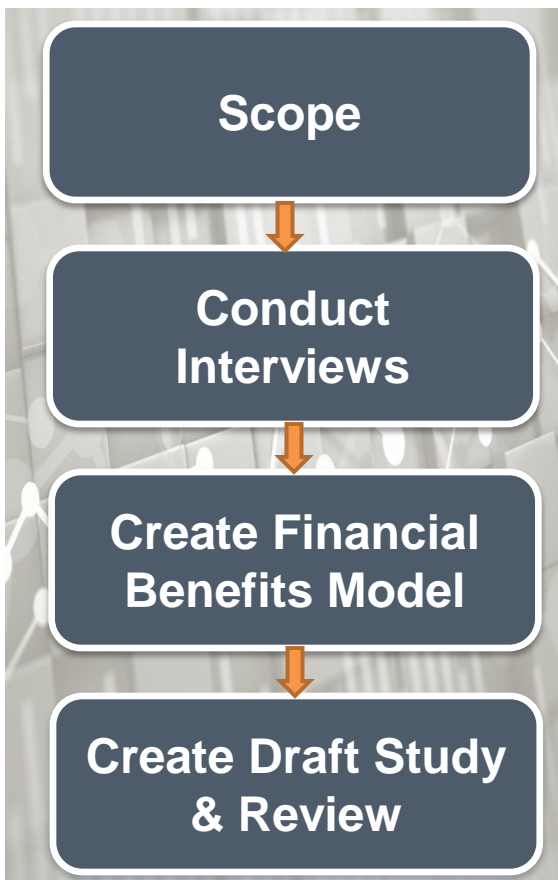 Scope
Conduct
Interviews
Create Financial
Benefits Model
Create Draft Study
& Review